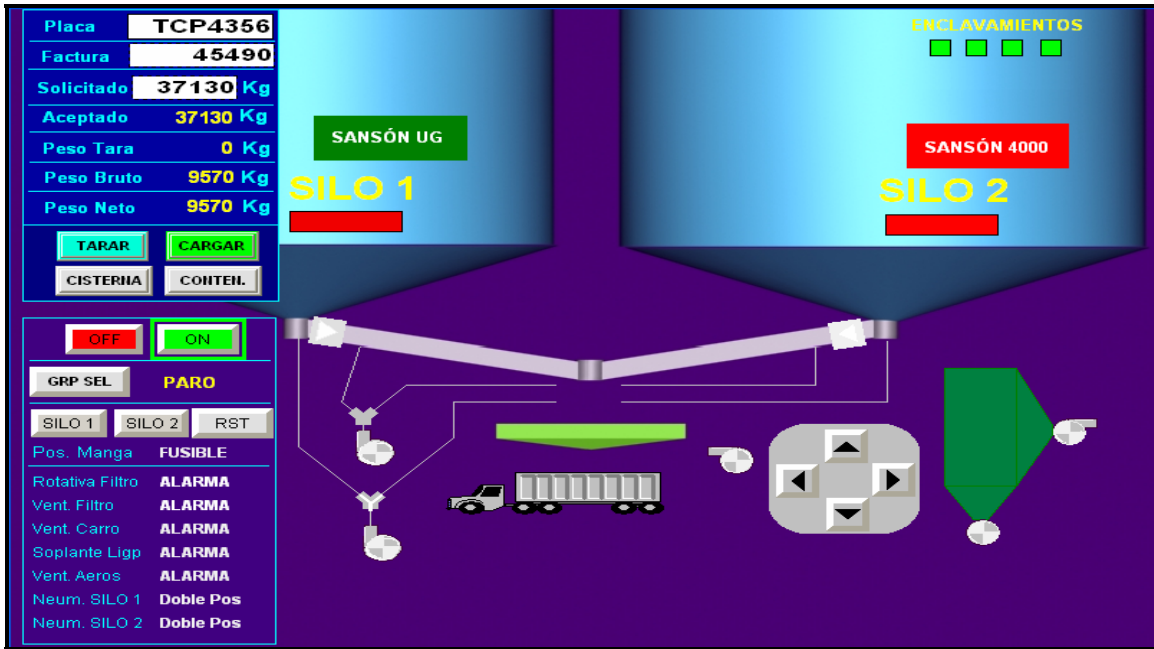 Placa TCP4356
Factura 45490
Solicitado 37130 Kg
Aceptado 37130 Kg
Peso Tara 0 Kg
Peso Bruto 9570 Kg
Peso Neto 9570 Kg
TARAR CARGAR
CISTERNA CONTEN.
OFF ON
GRP SEL PARO
SILO 1 SILO 2 RST
Pos. Manga FUSIBLE
Rotativa Filtro ALARMA
Vent. Filtro ALARMA
Vent. Carro ALARMA
Soplante Ligp ALARMA
Vent. Aeros ALARMA
Neum. SILO 1 Doble Pos
Neum. SILO 2 Doble Pos
SANSÓN UG
SILO 1
ENCLAVAMIENTOS
SANSÓN 4000
SILO 2